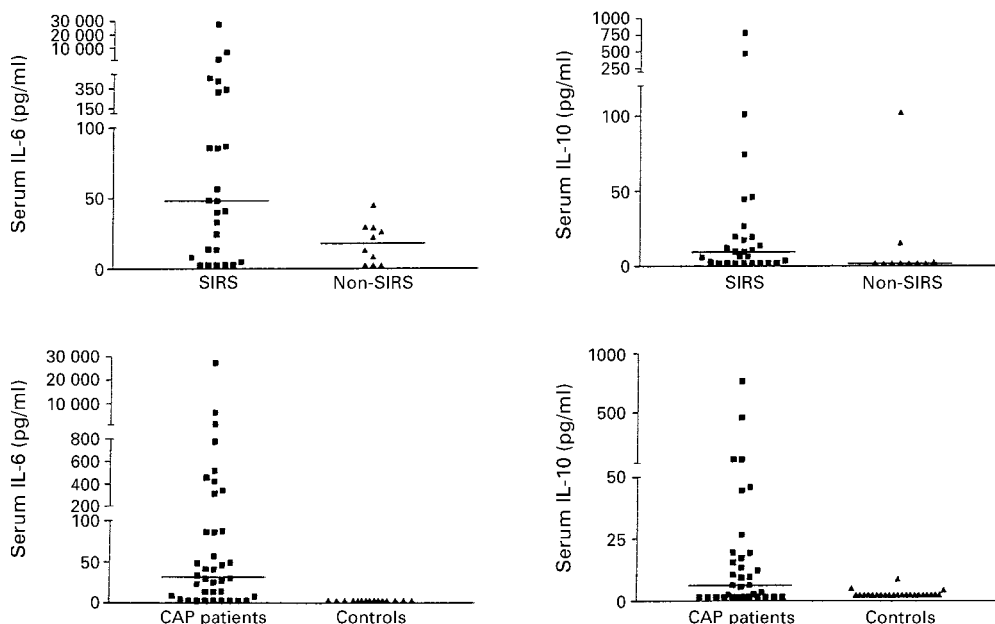 Serum IL-6 (pg/ml)
30 000
20 000
10 000
350
150
100
50
0
SIRS
Non-SIRS
Serum IL-10 (pg/ml)
1000
750
500
250
100
50
0
SIRS
Non-SIRS
Serum IL-6 (pg/ml)
30 000
20 000
10 000
800
600
400
200
100
50
0
CAP patients
Controls
Serum IL-10 (pg/ml)
1000
500
50
25
0
CAP patients
Controls